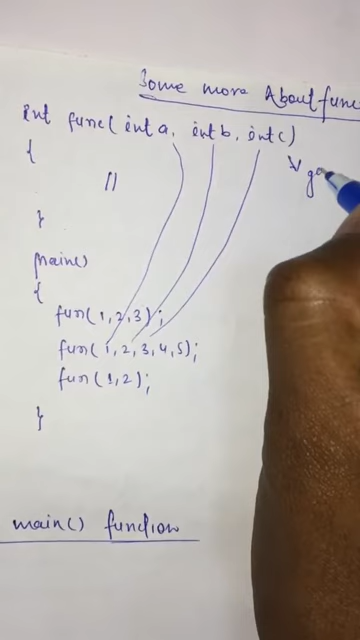 Some more About func
int func( int a, int b, int c)
{
//
}
main()
{
fun( 1, 2, 3);
fun( 1, 2, 3, 4, 5);
fun (1, 2);
}
main() function